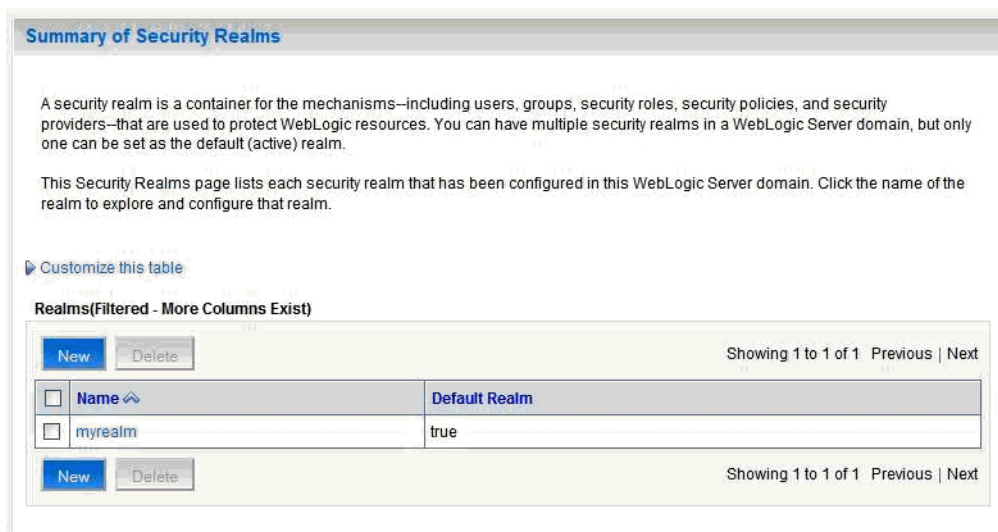 Summary of Security Realms
A security realm is a container for the mechanisms--including users, groups, security roles, security policies, and security
providers--that are used to protect WebLogic resources. You can have multiple security realms in a WebLogic Server domain, but only
one can be set as the default (active) realm.
This Security Realms page lists each security realm that has been configured in this WebLogic Server domain. Click the name of the
realm to explore and configure that realm.
Customize this table
Realms(Filtered - More Columns Exist)
New Delete Showing 1 to 1 of 1 Previous | Next
Name Default Realm
myrealm true
New Delete Showing 1 to 1 of 1 Previous | Next